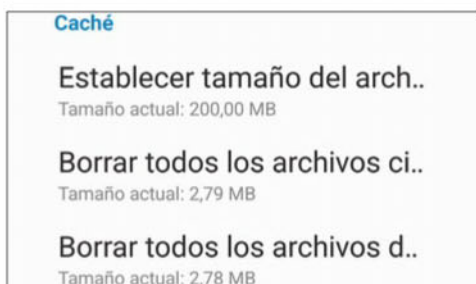 Caché
Establecer tamaño del arch..
Tamaño actual: 200,00 MB
Borrar todos los archivos ci..
Tamaño actual: 2,79 MB
Borrar todos los archivos d..
Tamaño actual: 2,78 MB